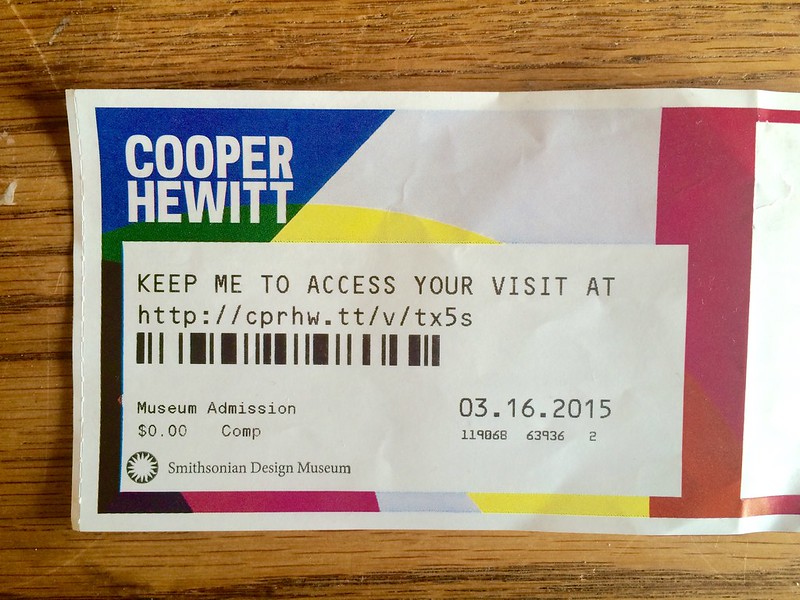 COOPER
HEWITT
KEEP ME TO ACCESS YOUR VISIT AT
http://cprhw.tt/v/tx5s
Museum Admission
$0.00 Comp
03.16.2015
119068 63936 2
Smithsonian Design Museum